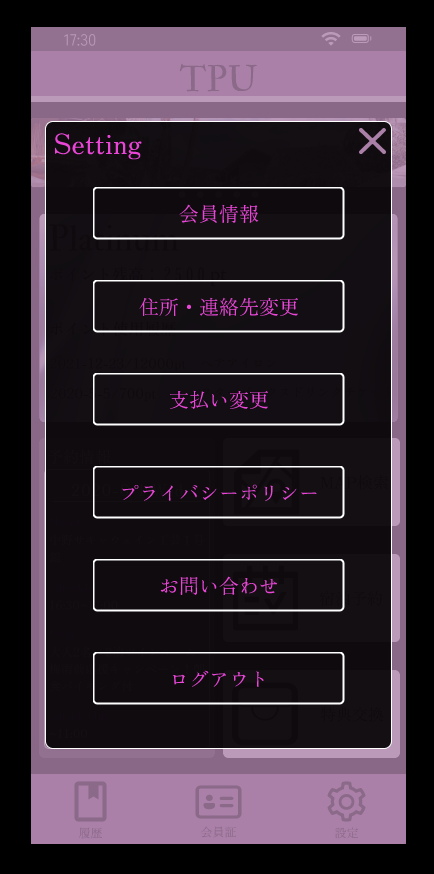 17:30
TPU
Setting
会員情報
Platinum
住所・連絡先変更
支払い変更
プライバシーポリシー
お問い合わせ
ログアウト
履歴
会員証
設定